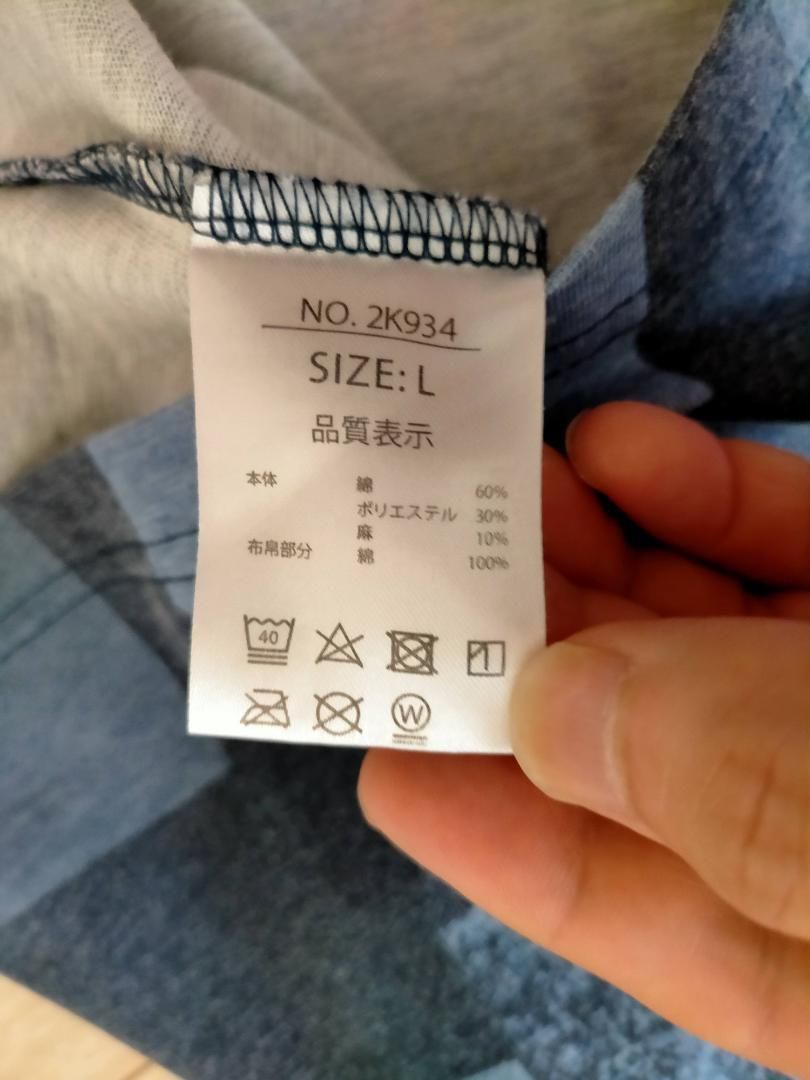 NO. 2K934
SIZE: L
品質表示
本体 綿 60%
ポリエステル 30%
麻 10%
布帛部分 綿 100%
40
W